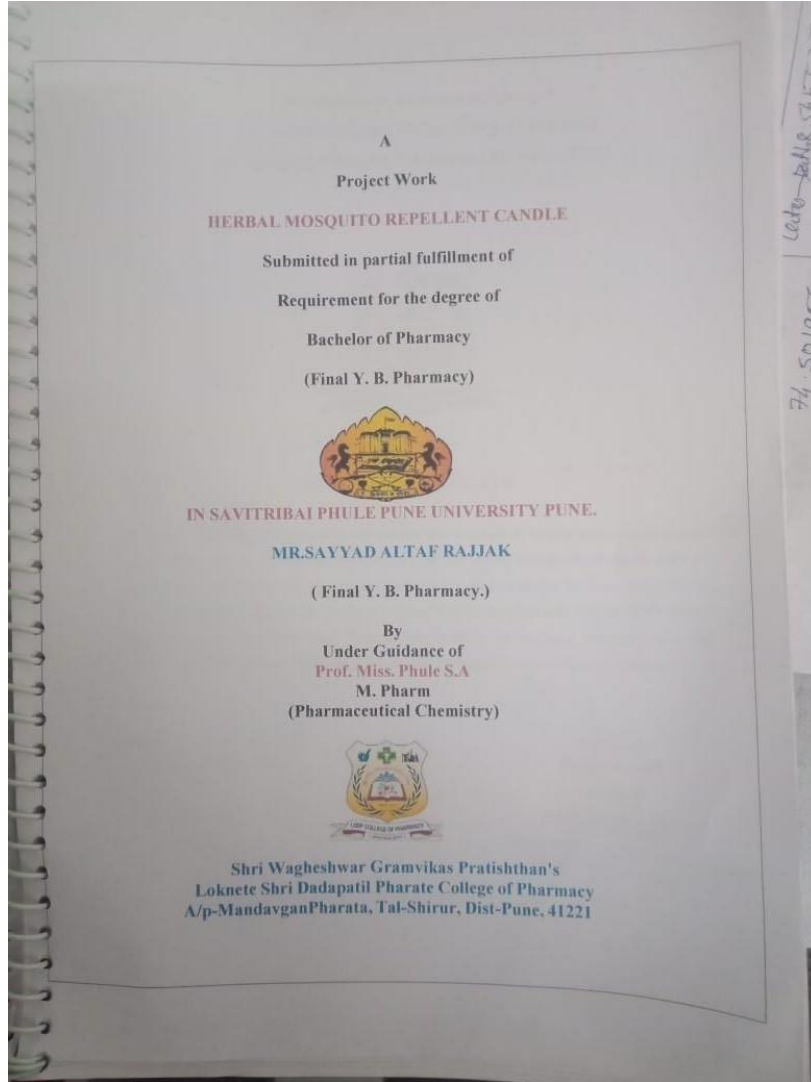 A
Project Work
HERBAL MOSQUITO REPELLENT CANDLE
Submitted in partial fulfillment of
Requirement for the degree of
Bachelor of Pharmacy
(Final Y. B. Pharmacy)
IN SAVITRIBAI PHULE PUNE UNIVERSITY PUNE.
MR.SAYYAD ALTAF RAJJAK
( Final Y. B. Pharmacy.)
By
Under Guidance of
Prof. Miss. Phule S.A
M. Pharm
(Pharmaceutical Chemistry)
COLLEGE OF PHARMACY
Shri Wagheshwar Gramvikas Pratishthan's
Loknete Shri Dadapatil Pharate College of Pharmacy
A/p-MandavganPharata, Tal-Shirur, Dist-Pune, 41221